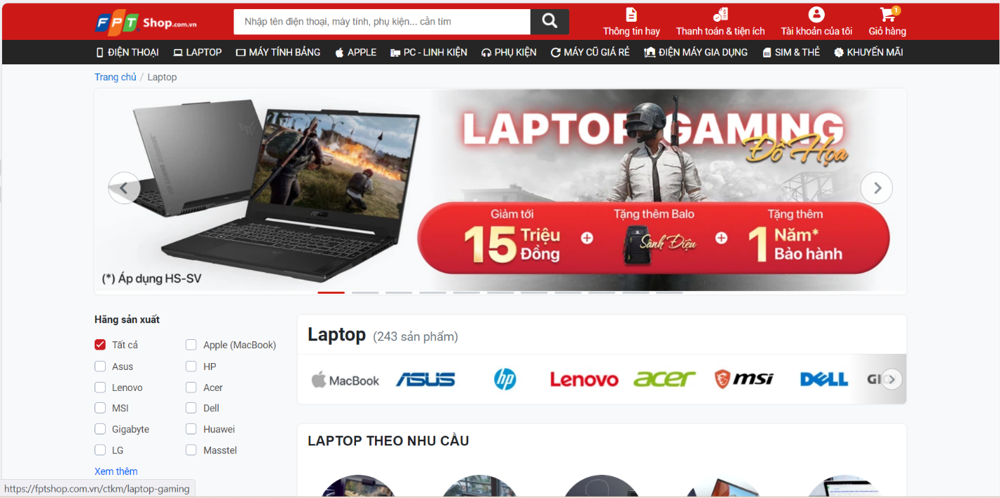 FPT Shop.com.vn
Nhập tên điện thoại, máy tính, phụ kiện... cần tìm
Thông tin hay
Thanh toán & tiện ích
Tài khoản của tôi
1
Giỏ hàng
ĐIỆN THOẠI
LAPTOP
MÁY TÍNH BẢNG
APPLE
PC - LINH KIỆN
PHỤ KIỆN
MÁY CŨ GIÁ RẺ
ĐIỆN MÁY GIA DỤNG
SIM & THẺ
KHUYẾN MÃI
Trang chủ / Laptop
LAPTOP GAMING
Đồ Họa
Giảm tới
15 Triệu Đồng
Tặng thêm Balo
Sành Điệu
Tặng thêm
1 Năm*
Bảo hành
(*) Áp dụng HS-SV
Hãng sản xuất
Tất cả
Apple (MacBook)
Asus
HP
Lenovo
Acer
MSI
Dell
Gigabyte
Huawei
LG
Masstel
Xem thêm
Laptop (243 sản phẩm)
MacBook
ASUS
hp
Lenovo
acer
msi
DELL
LAPTOP THEO NHU CẦU
https://fptshop.com.vn/ctkm/laptop-gaming